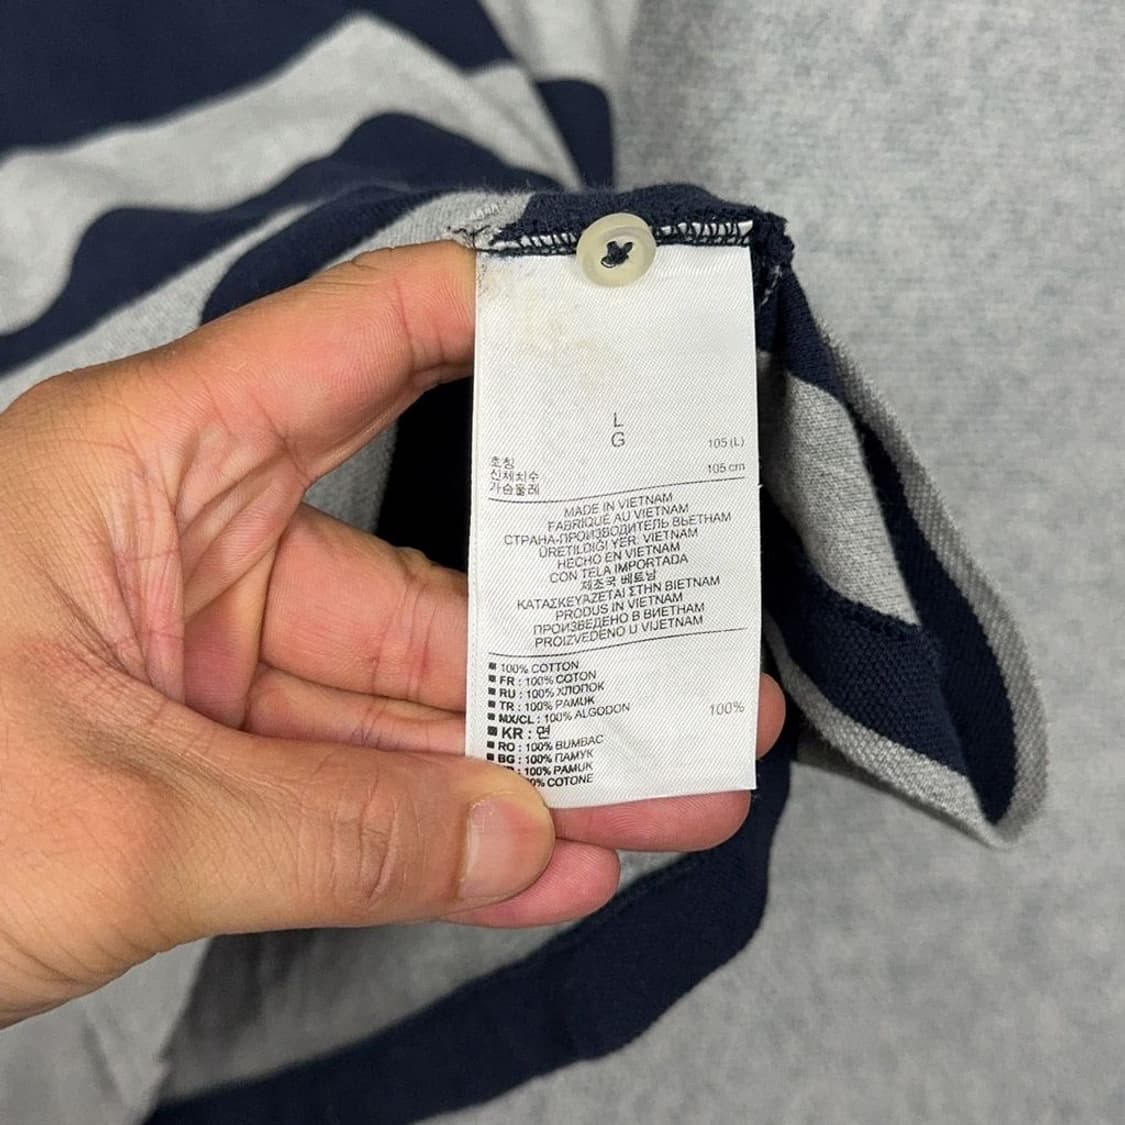 L
G
호칭 105 (L)
신체치수
가슴둘레 105 cm
MADE IN VIETNAM
FABRIQUÉ AU VIETNAM
СТРАНА-ПРОИЗВОДИТЕЛЬ ВЬЕТНАМ
ÜRETİLDİĞİ YER: VIETNAM
HECHO EN VIETNAM
CON TELA IMPORTADA
제조국 베트남
ΚΑΤΑΣΚΕΥΑΖΕΤΑΙ ΣΤΗΝ ΒΙΕΤΝΑΜ
PRODUS IN VIETNAM
ПРОИЗВЕДЕНО В ВИЕТНАМ
PROIZVEDENO U VIJETNAM
100% COTTON
FR : 100% COTON
RU : 100% ХЛОПОК
TR : 100% PAMUK
MX/CL : 100% ALGODON
KR : 면 100%
RO : 100% BUMBAC
BG : 100% ПАМУК
: 100% PAMUK
COTONE